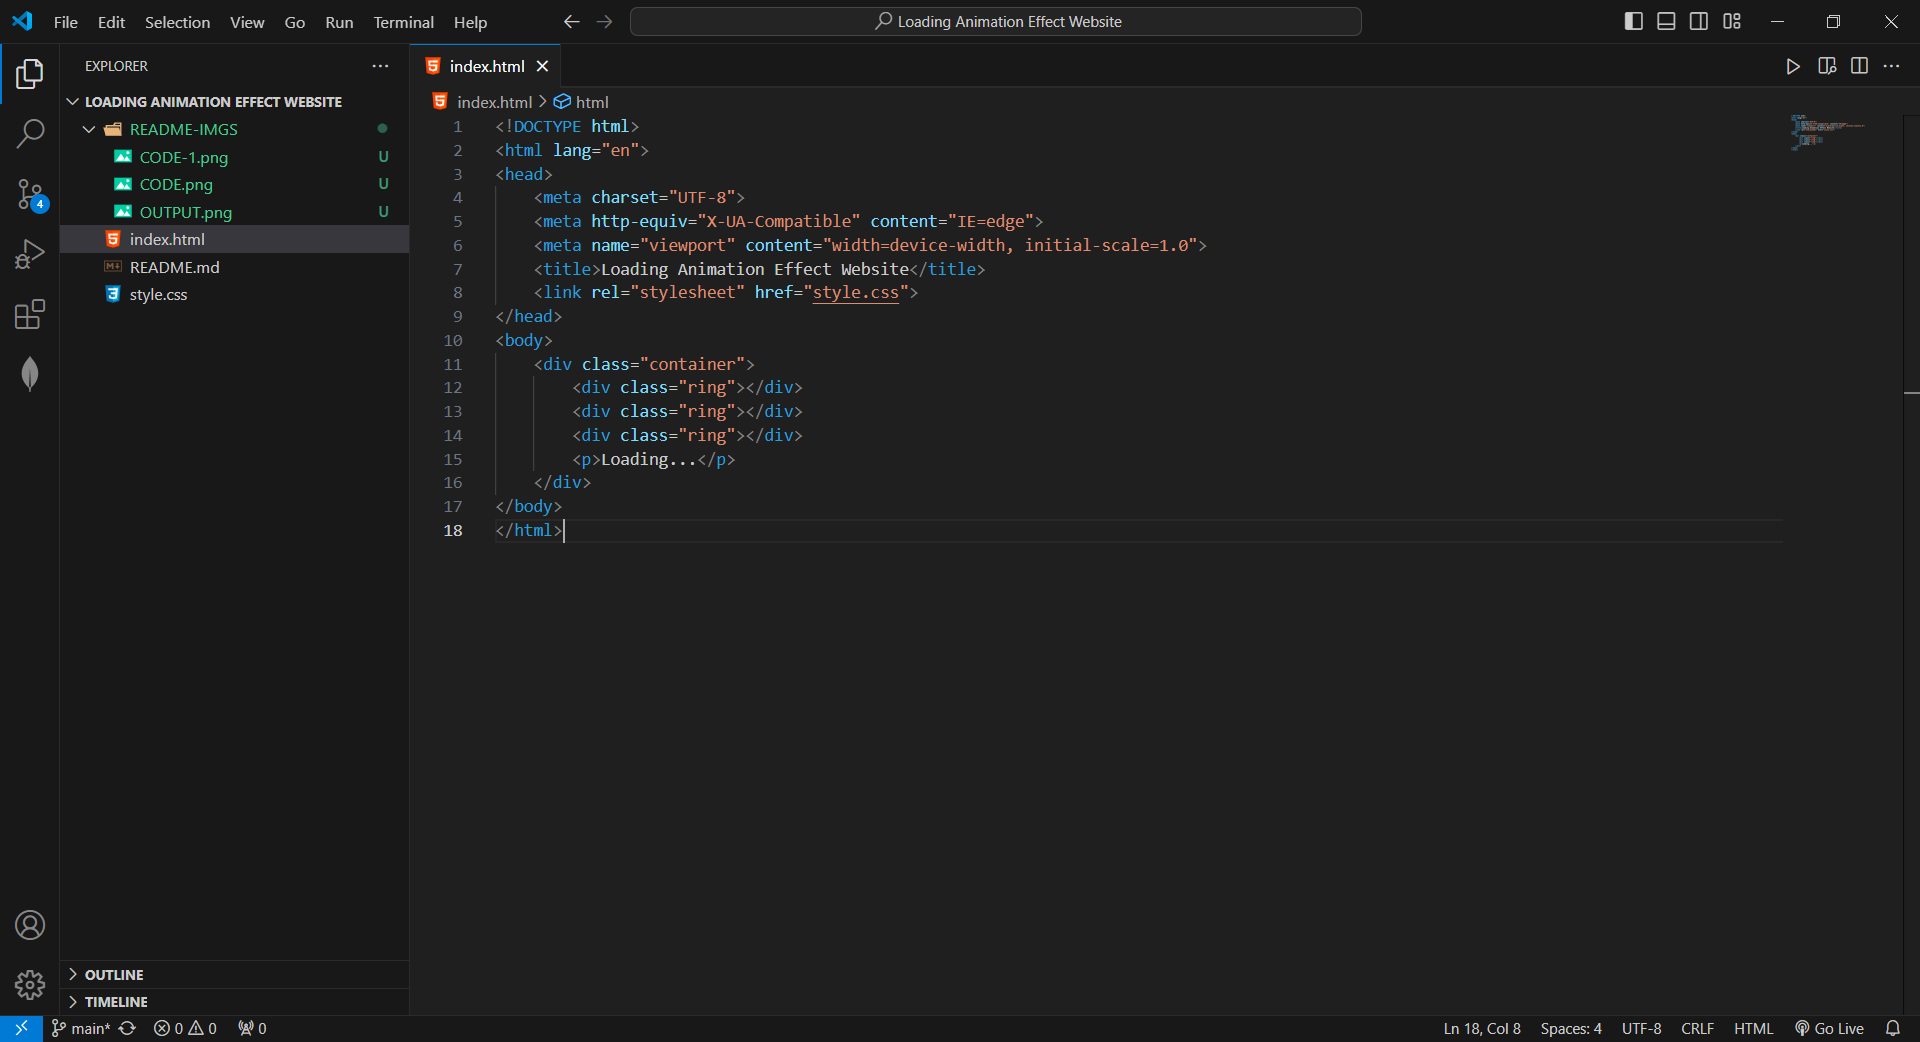 File Edit Selection View Go Run Terminal Help
Loading Animation Effect Website
EXPLORER
LOADING ANIMATION EFFECT WEBSITE
README-IMGS
CODE-1.png U
CODE.png U
OUTPUT.png U
index.html
README.md
style.css
4
OUTLINE
TIMELINE
index.html
index.html > html
1 <!DOCTYPE html>
2 <html lang="en">
3 <head>
4 <meta charset="UTF-8">
5 <meta http-equiv="X-UA-Compatible" content="IE=edge">
6 <meta name="viewport" content="width=device-width, initial-scale=1.0">
7 <title>Loading Animation Effect Website</title>
8 <link rel="stylesheet" href="style.css">
9 </head>
10 <body>
11 <div class="container">
12 <div class="ring"></div>
13 <div class="ring"></div>
14 <div class="ring"></div>
15 <p>Loading...</p>
16 </div>
17 </body>
18 </html>
main* 0 0 0
Ln 18, Col 8 Spaces: 4 UTF-8 CRLF HTML Go Live